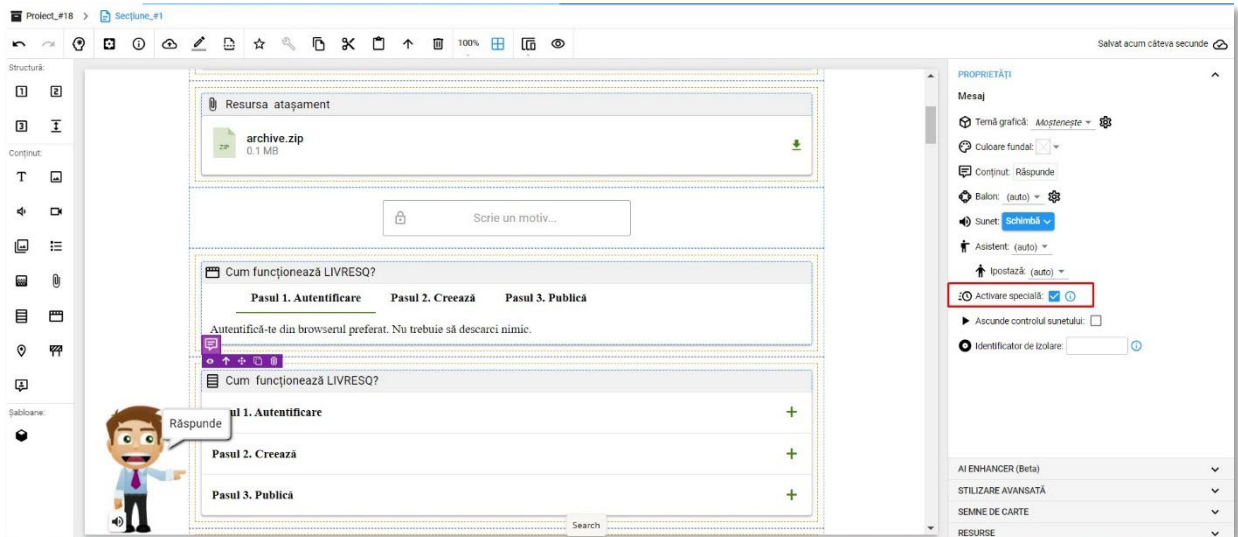 Proiect_#18 > Secțiune_#1
100%
Salvat acum câteva secunde
Structură:
Conținut:
Șabloane:
Resursa atașament
ZIP
archive.zip
0.1 MB
Scrie un motiv...
Cum funcționează LIVRESQ?
Pasul 1. Autentificare Pasul 2. Creează Pasul 3. Publică
Autentifică-te din browserul preferat. Nu trebuie să descarci nimic.
Cum funcționează LIVRESQ?
ul 1. Autentificare
Răspunde
Pasul 2. Creează
Pasul 3. Publică
Search
PROPRIETĂȚI
Mesaj
Temă grafică: Moștenește
Culoare fundal:
Conținut: Răspunde
Balon: (auto)
Sunet: Schimbă
Asistent: (auto)
Ipostază: (auto)
Activare specială:
Ascunde controlul sunetului:
Identificator de izolare:
AI ENHANCER (Beta)
STILIZARE AVANSATĂ
SEMNE DE CARTE
RESURSE